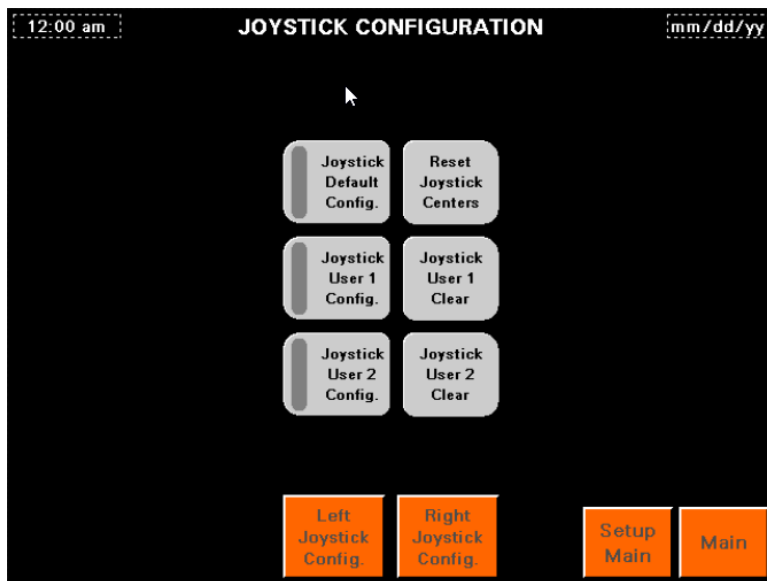 12:00 am JOYSTICK CONFIGURATION mm/dd/yy
Joystick
Default
Config.
Reset
Joystick
Centers
Joystick
User 1
Config.
Joystick
User 1
Clear
Joystick
User 2
Config.
Joystick
User 2
Clear
Left
Joystick
Config.
Right
Joystick
Config.
Setup
Main
Main